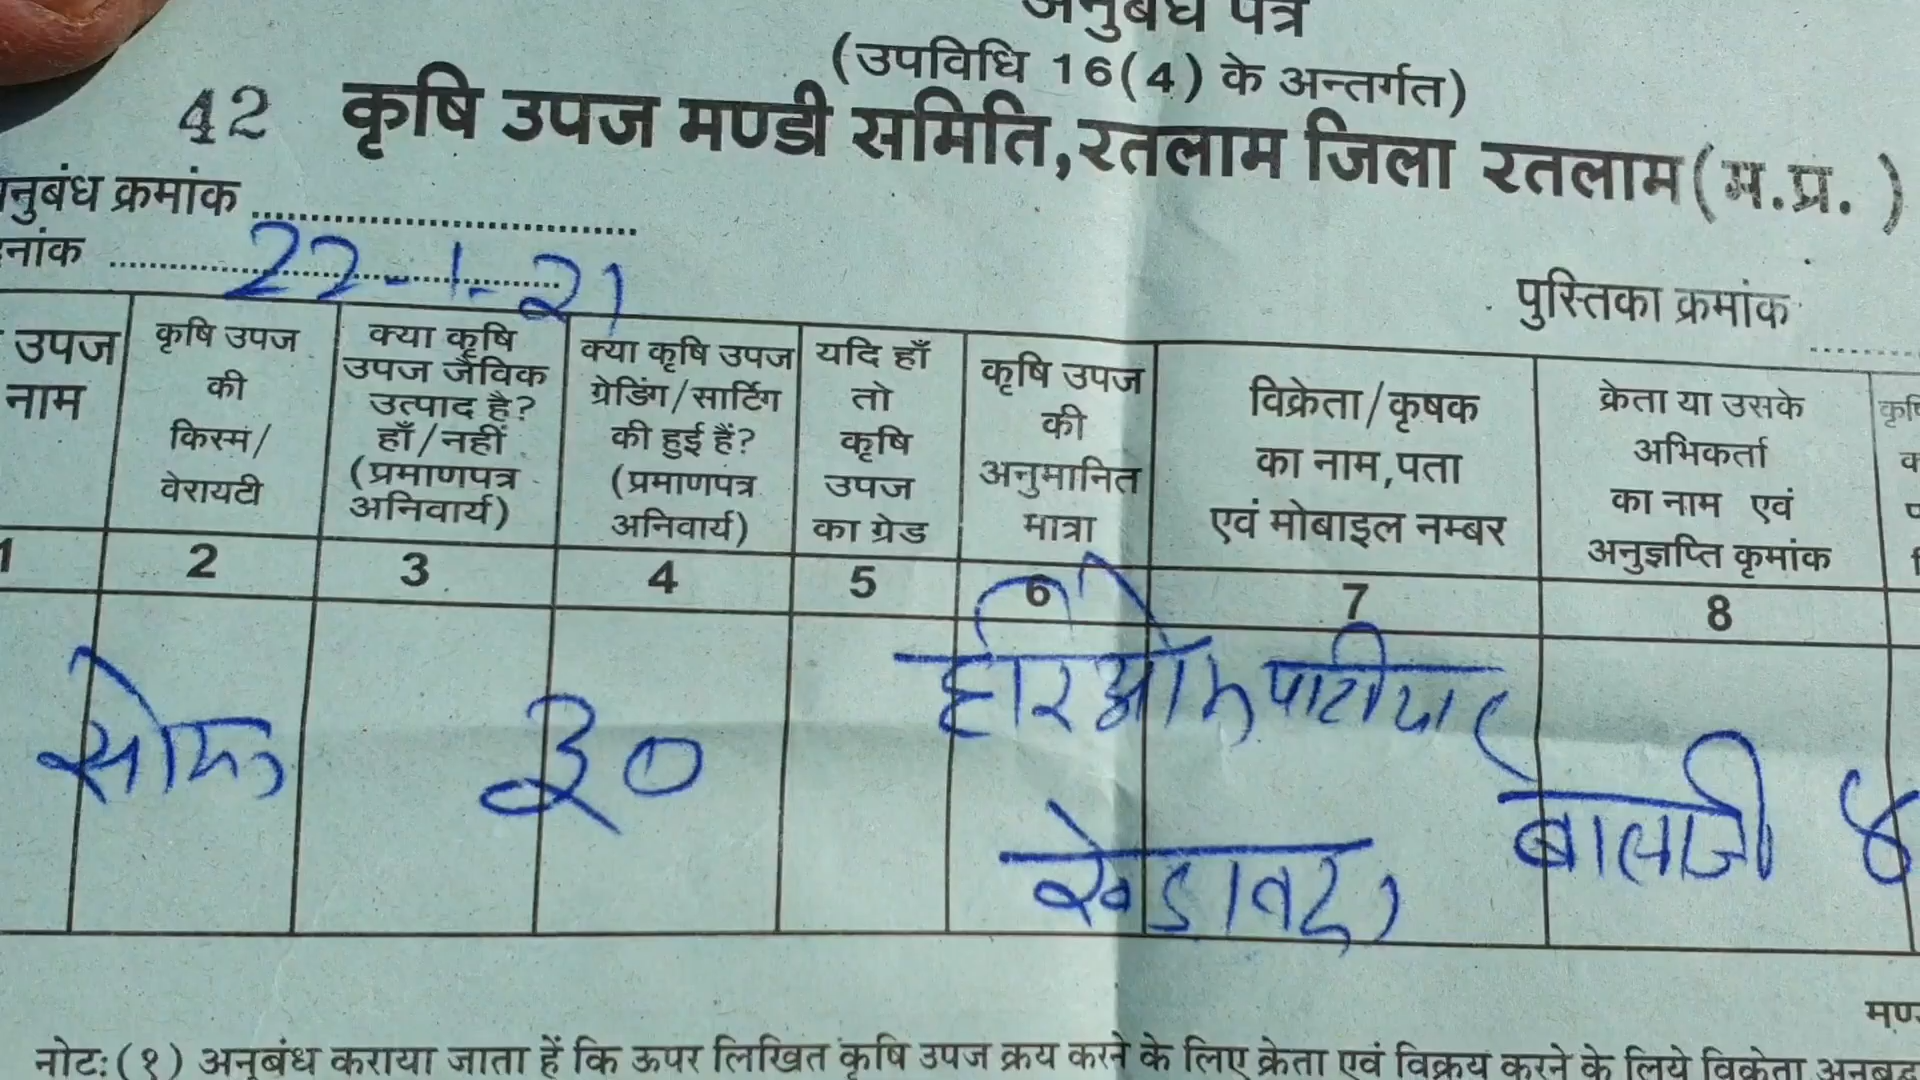 अनुबंध पत्र
(उपविधि 16(4) के अन्तर्गत)
42 कृषि उपज मण्डी समिति,रतलाम जिला रतलाम(म.प्र.)
नुबंध क्रमांक
नांक 22-1-21
पुस्तिका क्रमांक
उपज
नाम
कृषि उपज
की
किस्म/
वेरायटी
क्या कृषि
उपज जैविक
उत्पाद है?
हाँ/नहीं
(प्रमाणपत्र
अनिवार्य)
क्या कृषि उपज
ग्रेडिंग/सार्टिग
की हुई हैं?
(प्रमाणपत्र
अनिवार्य)
यदि हाँ
तो
कृषि
उपज
का ग्रेड
कृषि उपज
की
अनुमानित
मात्रा
विक्रेता/कृषक
का नाम,पता
एवं मोबाइल नम्बर
क्रेता या उसके
अभिकर्ता
का नाम एवं
अनुज्ञप्ति कृमांक
1 2 3 4 5 6 7 8
३०
हरिओम पाटीदार
बालाजी
नोटः(१) अनुबंध कराया जाता हैं कि ऊपर लिखित कृषि उपज क्रय करने के लिए क्रेता एवं विक्रय करने के लिये विक्रेता